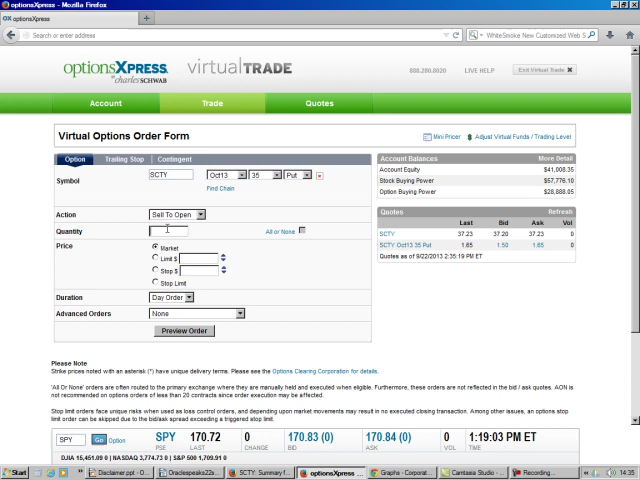 optionsXpress - Mozilla Firefox
OX optionsXpress
Search or enter address
WhiteSmoke New Customized Web S
optionsXpress
by charles SCHWAB
virtualTRADE
888.280.8020
LIVE HELP
Exit Virtual Trade
Account
Trade
Quotes
Virtual Options Order Form
Mini Pricer
Adjust Virtual Funds / Trading Level
Option
Trailing Stop
Contingent
Symbol
SCTY
Oct13
35
Put
Find Chain
Action
Sell To Open
Quantity
All or None
Price
Market
Limit $
Stop $
Stop Limit
Duration
Day Order
Advanced Orders
None
Preview Order
Account Balances
More Detail
Account Equity $41,008.35
Stock Buying Power $57,776.10
Option Buying Power $28,888.05
Quotes
Refresh
Last Bid Ask Vol
SCTY 37.23 37.20 37.23 0
SCTY Oct13 35 Put 1.65 1.50 1.65 0
Quotes as of 9/22/2013 2:35:19 PM ET
Please Note
Strike prices noted with an asterisk (*) have unique delivery terms. Please see the Options Clearing Corporation for details.
'All Or None' orders are often routed to the primary exchange where they are manually held and executed when eligible. Furthermore, these orders are not reflected in the bid / ask quotes. AON is
not recommended on options orders of less than 20 contracts since order execution may be affected.
Stop limit orders face unique risks when used as loss control orders, and depending upon market movements may result in no executed closing transaction. Among other issues, an options stop
limit order can be skipped due to the bid/ask spread exceeding a triggered stop limit.
SPY
Go
Option
SPY 170.72 0 170.83 (0) 170.84 (0) 0 1:19:03 PM ET
PSE LAST CHANGE BID ASK VOL TIME
DJIA 15,451.09 0 | NASDAQ 3,774.73 0 | S&P 500 1,709.91 0
Start
Disclaimer.ppt - O...
Oraclespeaks22a...
SCTY: Summary f...
optionsXpress ...
Graphs - Corporat...
Camtasia Studio - ...
Recording...
14:35